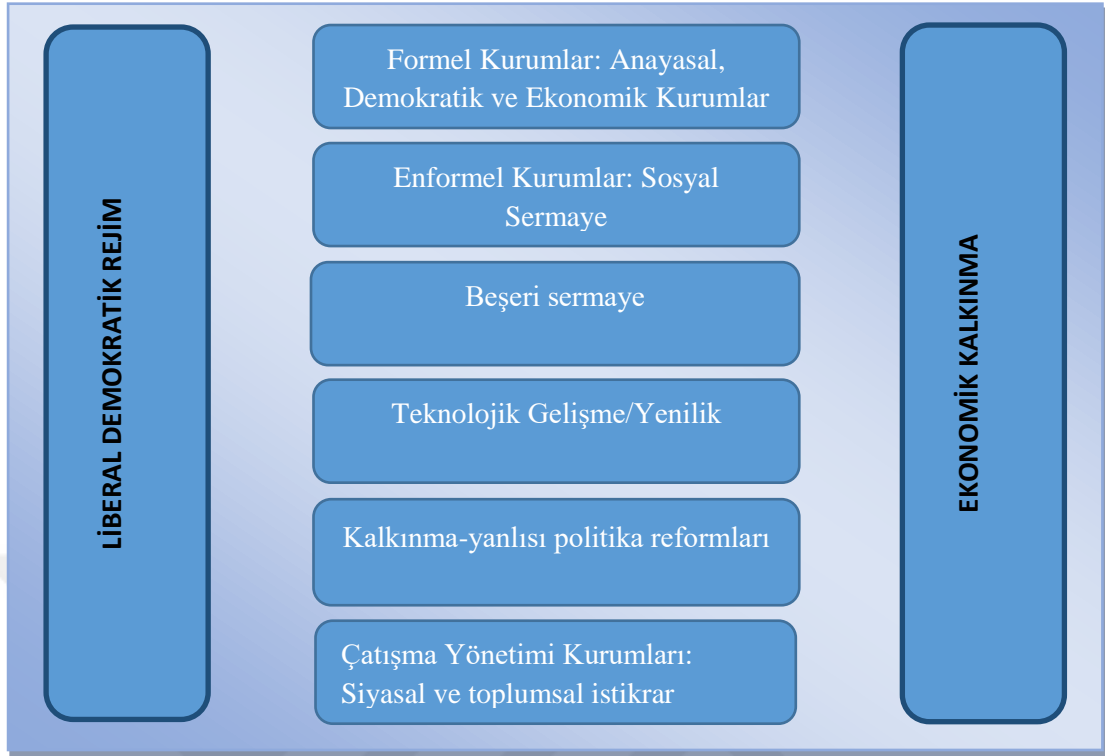 LİBERAL DEMOKRATİK REJİM
Formel Kurumlar: Anayasal,
Demokratik ve Ekonomik Kurumlar
Enformel Kurumlar: Sosyal
Sermaye
Beşeri sermaye
Teknolojik Gelişme/Yenilik
Kalkınma-yanlısı politika reformları
Çatışma Yönetimi Kurumları:
Siyasal ve toplumsal istikrar
EKONOMİK KALKINMA